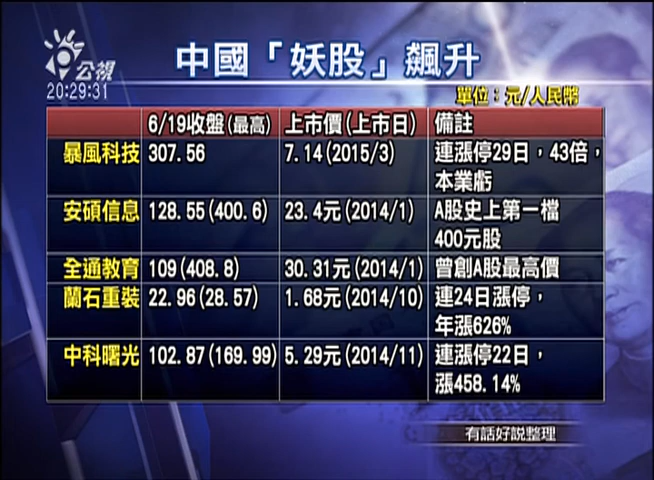 中國「妖股」飆升
公視
20:29:31
單位：元/人民幣
6/19收盤(最高) 上市價(上市日) 備註
暴風科技 307.56 7.14(2015/3) 連漲停29日，43倍，
本業虧
安碩信息 128.55(400.6) 23.4元(2014/1) A股史上第一檔
400元股
全通教育 109(408.8) 30.31元(2014/1) 曾創A股最高價
蘭石重裝 22.96(28.57) 1.68元(2014/10) 連24日漲停，
年漲626%
中科曙光 102.87(169.99) 5.29元(2014/11) 連漲停22日，
漲458.14%
有話好說整理